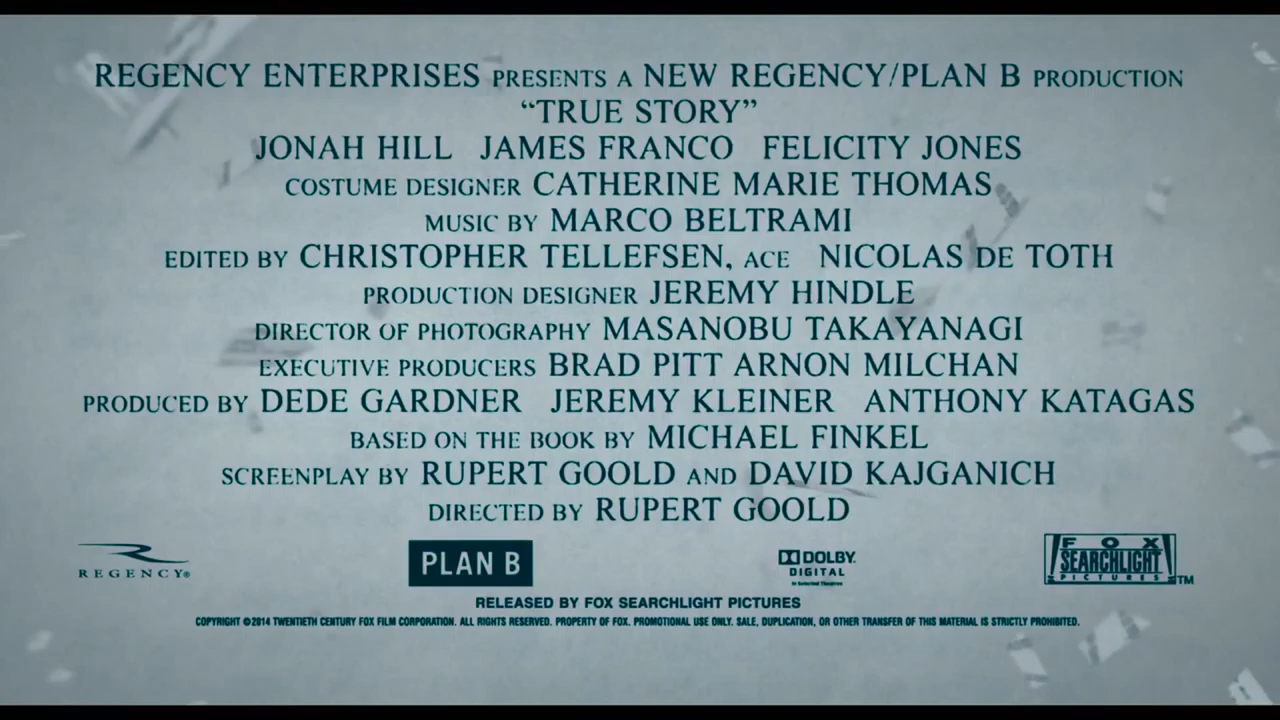 REGENCY ENTERPRISES PRESENTS A NEW REGENCY/PLAN B PRODUCTION
“TRUE STORY”
JONAH HILL JAMES FRANCO FELICITY JONES
COSTUME DESIGNER CATHERINE MARIE THOMAS
MUSIC BY MARCO BELTRAMI
EDITED BY CHRISTOPHER TELLEFSEN, ACE NICOLAS DE TOTH
PRODUCTION DESIGNER JEREMY HINDLE
DIRECTOR OF PHOTOGRAPHY MASANOBU TAKAYANAGI
EXECUTIVE PRODUCERS BRAD PITT ARNON MILCHAN
PRODUCED BY DEDE GARDNER JEREMY KLEINER ANTHONY KATAGAS
BASED ON THE BOOK BY MICHAEL FINKEL
SCREENPLAY BY RUPERT GOOLD AND DAVID KAJGANICH
DIRECTED BY RUPERT GOOLD
REGENCY®
PLAN B
DOLBY.
DIGITAL
In Selected Theatres
FOX
SEARCHLIGHT
PICTURES TM
RELEASED BY FOX SEARCHLIGHT PICTURES
COPYRIGHT ©2014 TWENTIETH CENTURY FOX FILM CORPORATION. ALL RIGHTS RESERVED. PROPERTY OF FOX. PROMOTIONAL USE ONLY. SALE, DUPLICATION, OR OTHER TRANSFER OF THIS MATERIAL IS STRICTLY PROHIBITED.